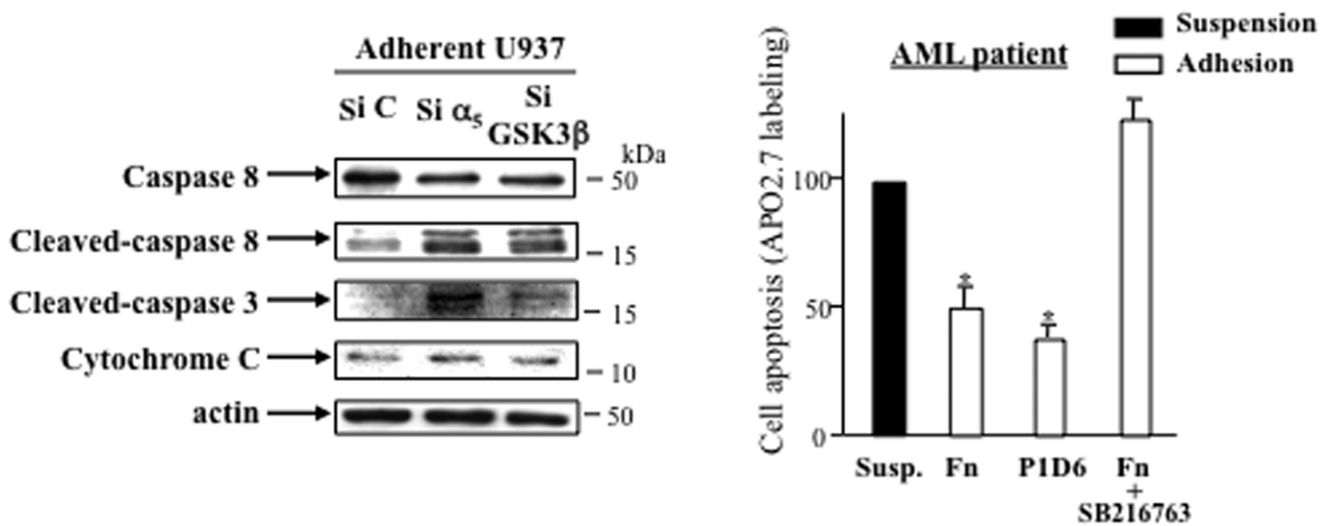 Adherent U937
Si C
Si α5
Si
GSK3β
kDa
Caspase 8
50
Cleaved-caspase 8
15
Cleaved-caspase 3
15
Cytochrome C
10
actin
50
Suspension
Adhesion
AML patient
Cell apoptosis (APO2.7 labeling)
100
50
0
*
*
Susp.
Fn
P1D6
Fn
+
SB216763